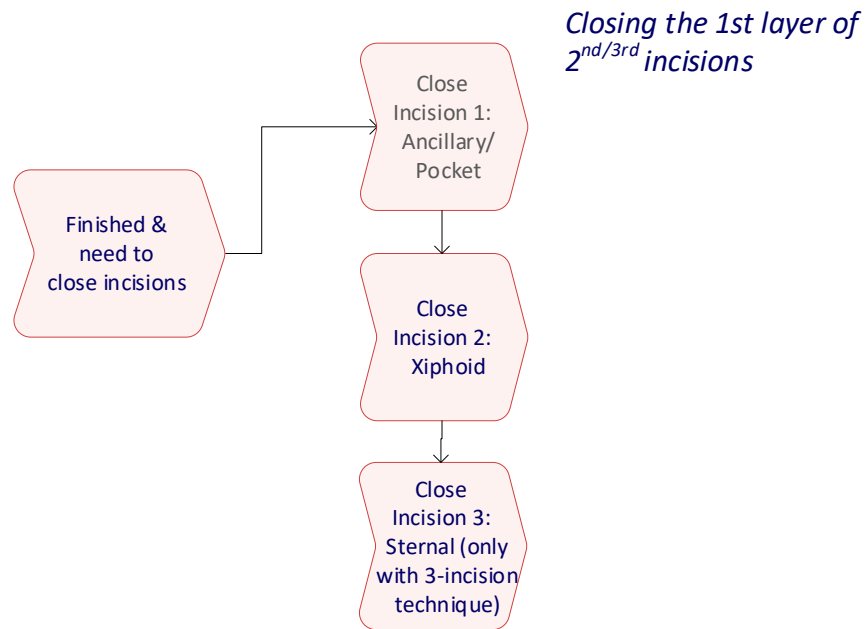 Closing the 1st layer of
2nd/3rd incisions
Close
Incision 1:
Ancillary/
Pocket
Finished &
need to
close incisions
Close
Incision 2:
Xiphoid
Close
Incision 3:
Sternal (only
with 3-incision
technique)